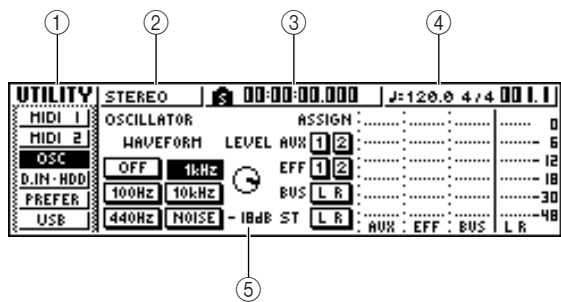 ① ② ③ ④
UTILITY STEREO S 00:00:00.000 ♩=120.0 4/4 001.1
MIDI 1 OSCILLATOR ASSIGN 0
MIDI 2 WAVEFORM LEVEL AUX 1 2 - 6
OSC OFF 1kHz EFF 1 2 -12
D.IN·HDD 100Hz 10kHz BUS L R -18
PREFER -30
USB 440Hz NOISE -18dB ST L R -48
AUX EFF BUS L R
⑤